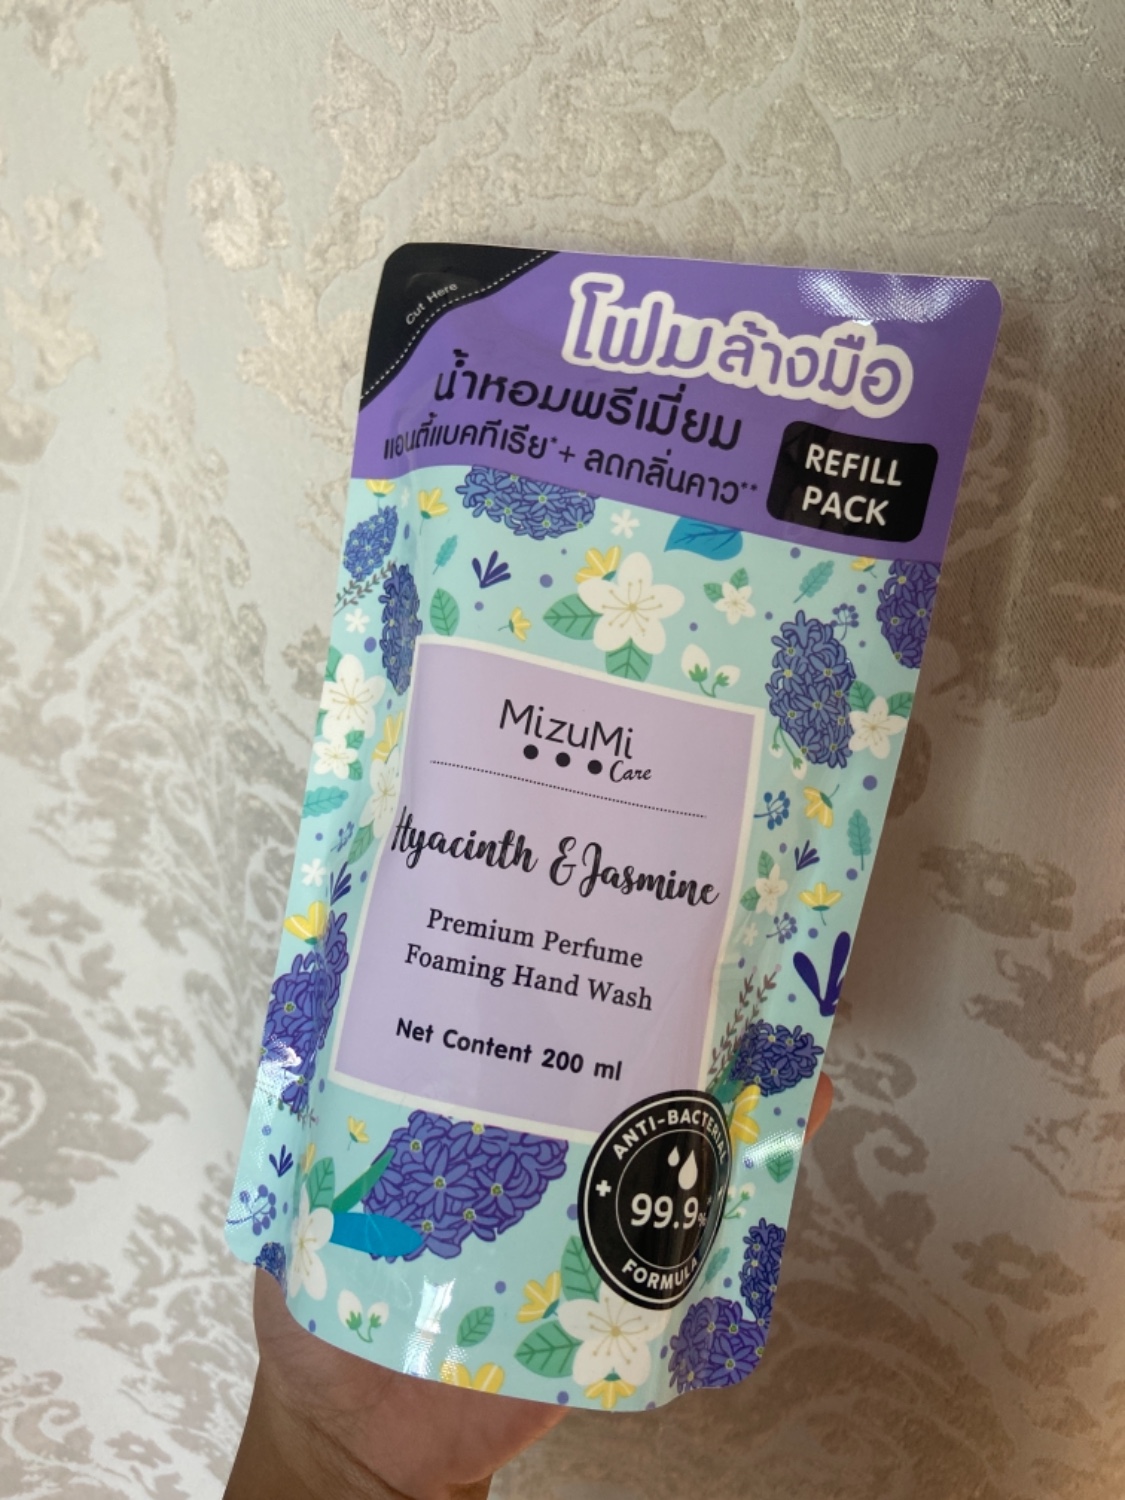 Cut Here
โฟมล้างมือ
น้ำหอมพรีเมี่ยม
แอนตี้แบคทีเรีย* + ลดกลิ่นคาว**
REFILL
PACK
MizuMi
Care
Hyacinth & Jasmine
Premium Perfume
Foaming Hand Wash
Net Content 200 ml
ANTI-BACTERIAL
99.9%*
FORMULA